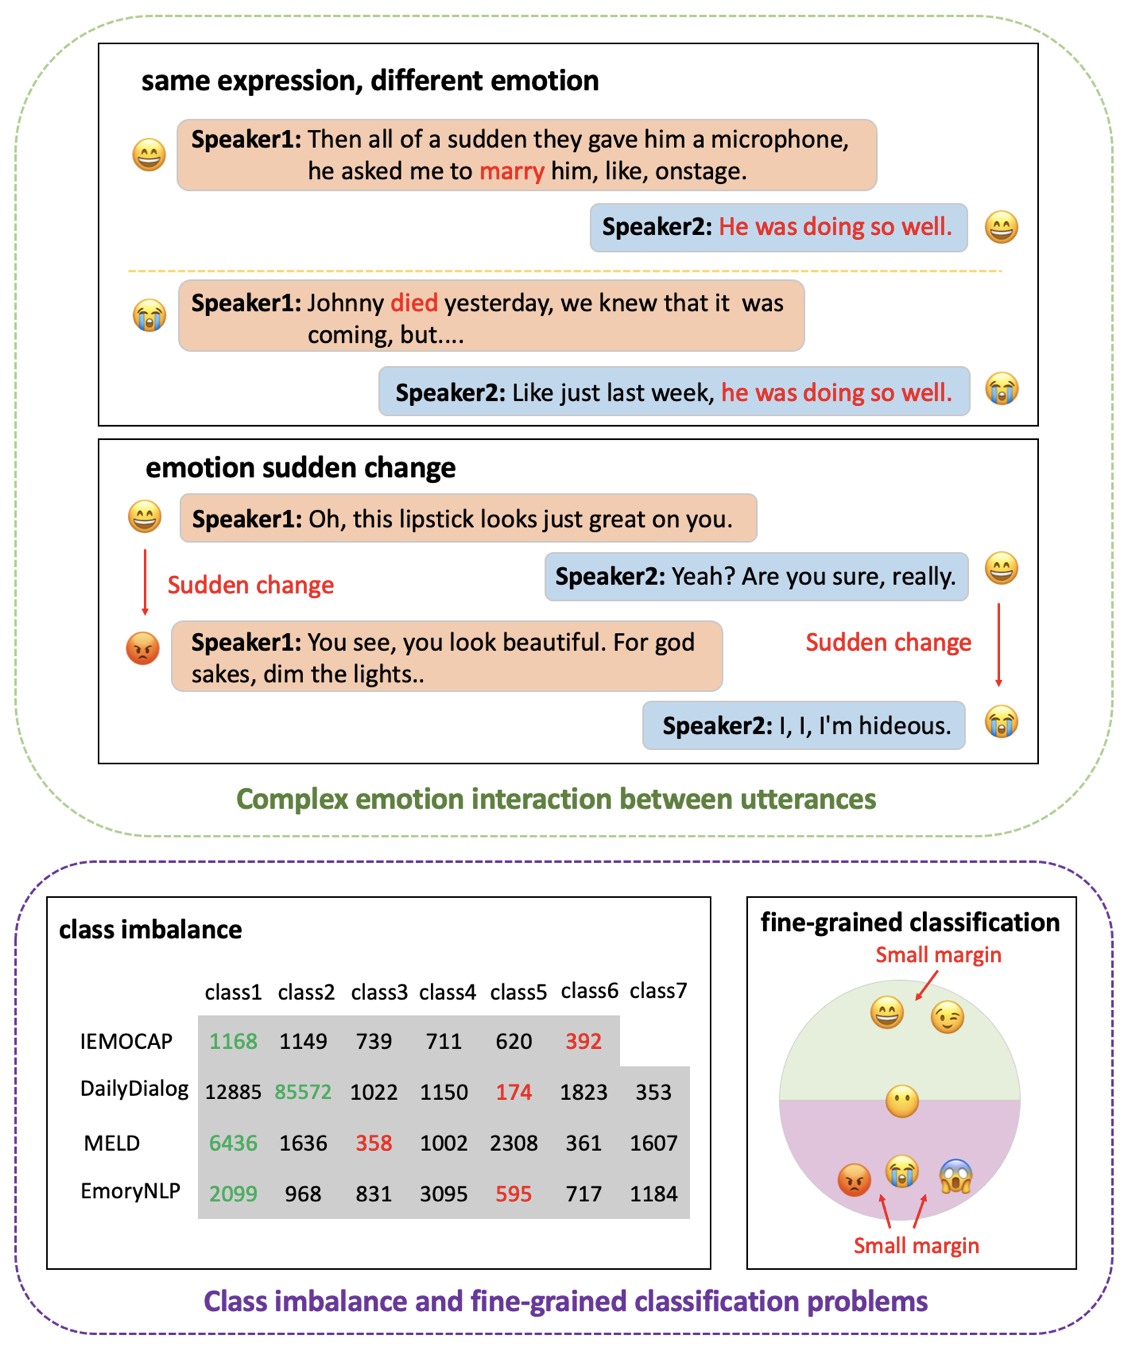 same expression, different emotion
Speaker1: Then all of a sudden they gave him a microphone,
he asked me to marry him, like, onstage.
Speaker2: He was doing so well.
Speaker1: Johnny died yesterday, we knew that it was
coming, but....
Speaker2: Like just last week, he was doing so well.
emotion sudden change
Speaker1: Oh, this lipstick looks just great on you.
Speaker2: Yeah? Are you sure, really.
Sudden change
Speaker1: You see, you look beautiful. For god
sakes, dim the lights..
Sudden change
Speaker2: I, I, I'm hideous.
Complex emotion interaction between utterances
class imbalance
class1 class2 class3 class4 class5 class6 class7
IEMOCAP 1168 1149 739 711 620 392
DailyDialog 12885 85572 1022 1150 174 1823 353
MELD 6436 1636 358 1002 2308 361 1607
EmoryNLP 2099 968 831 3095 595 717 1184
fine-grained classification
Small margin
Small margin
Class imbalance and fine-grained classification problems